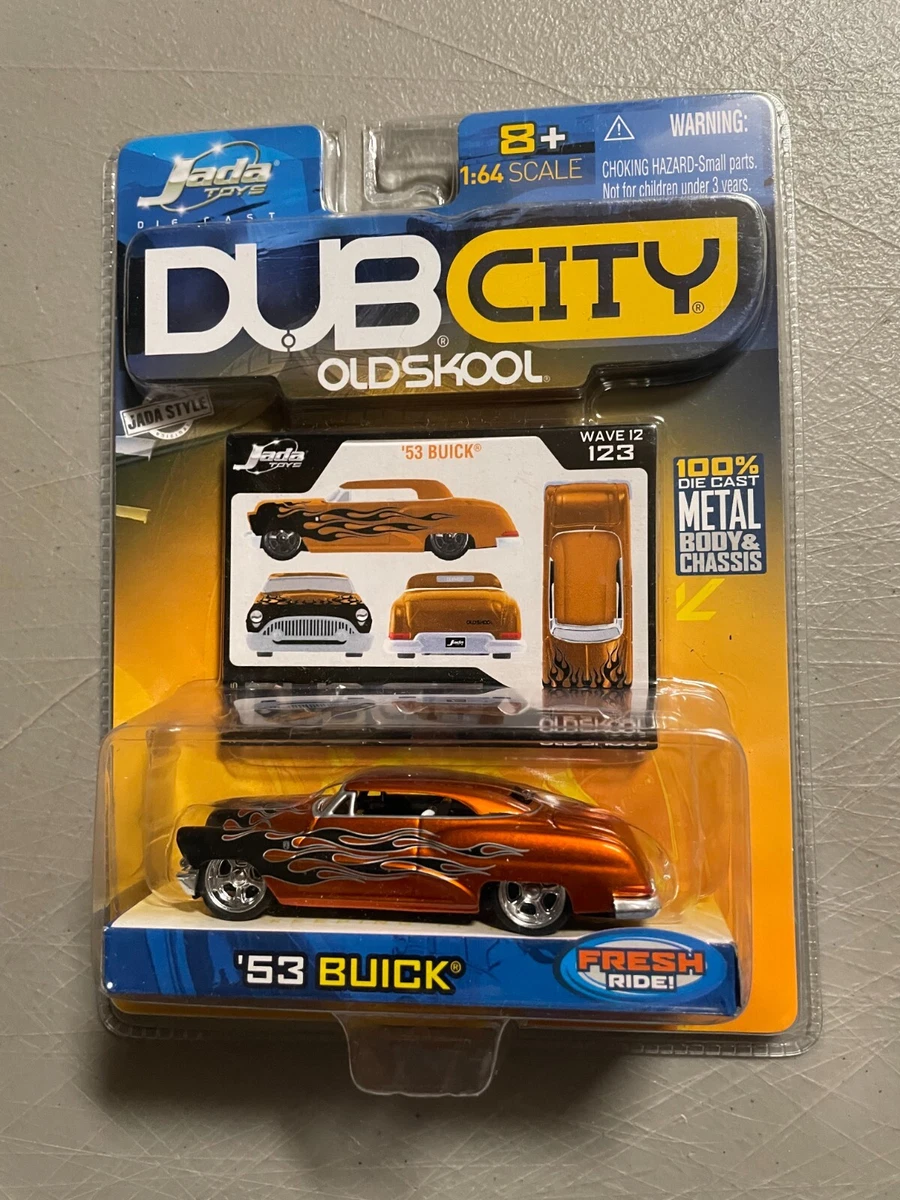 Jada®
TOYS
DIE CAST
8+
1:64 SCALE
WARNING:
CHOKING HAZARD-Small parts.
Not for children under 3 years.
DUB® CITY®
OLDSKOOL®
JADA STYLE
Jada
TOYS
'53 BUICK®
WAVE 12
123
OLDSKOOL
Jada
100%
DIE CAST
METAL
BODY&
CHASSIS
OLDSKOOL
'53 BUICK®
FRESH
RIDE!